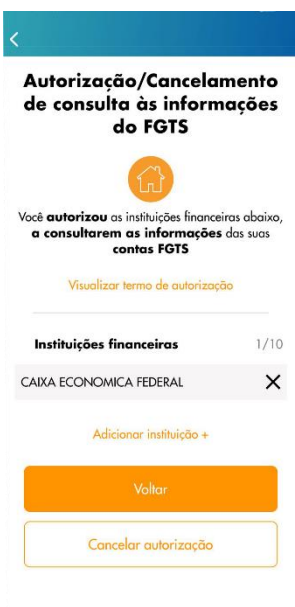 Autorização/Cancelamento
de consulta às informações
do FGTS
Você autorizou as instituições financeiras abaixo,
a consultarem as informações das suas
contas FGTS
Visualizar termo de autorização
Instituições financeiras 1/10
CAIXA ECONOMICA FEDERAL
Adicionar instituição +
Voltar
Cancelar autorização